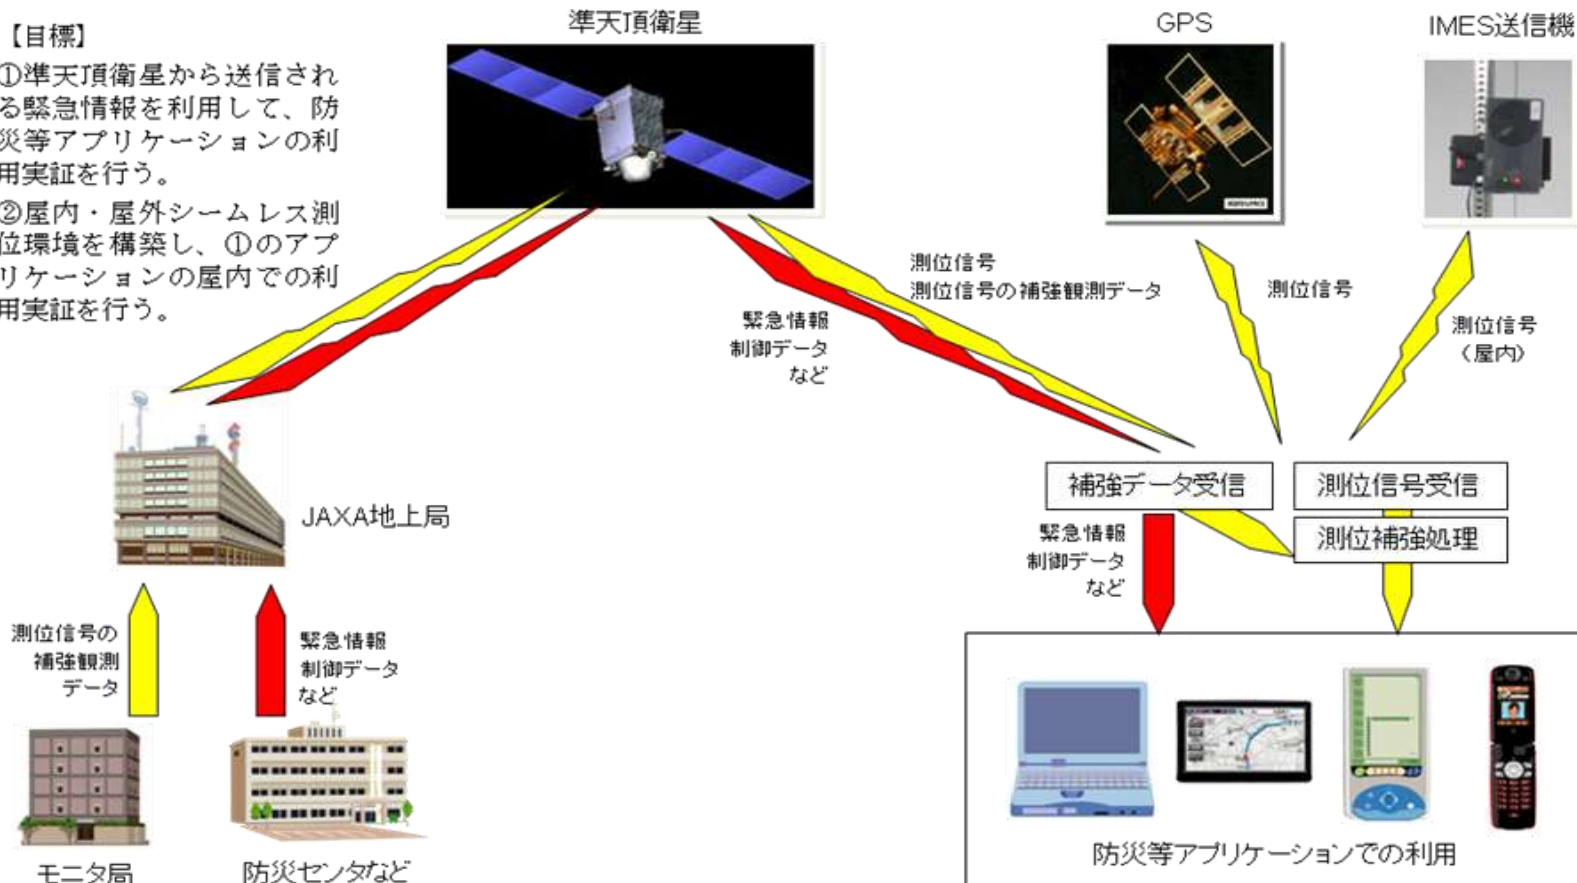 【目標】
①準天頂衛星から送信され
る緊急情報を利用して、防
災等アプリケーションの利
用実証を行う。
②屋内・屋外シームレス測
位環境を構築し、①のアプ
リケーションの屋内での利
用実証を行う。
準天頂衛星
GPS
IMES送信機
測位信号
測位信号の補強観測データ
緊急情報
制御データ
など
測位信号
測位信号
(屋内)
JAXA地上局
補強データ受信
測位信号受信
測位補強処理
緊急情報
制御データ
など
測位信号の
補強観測
データ
緊急情報
制御データ
など
モニタ局
防災センタなど
防災等アプリケーションでの利用